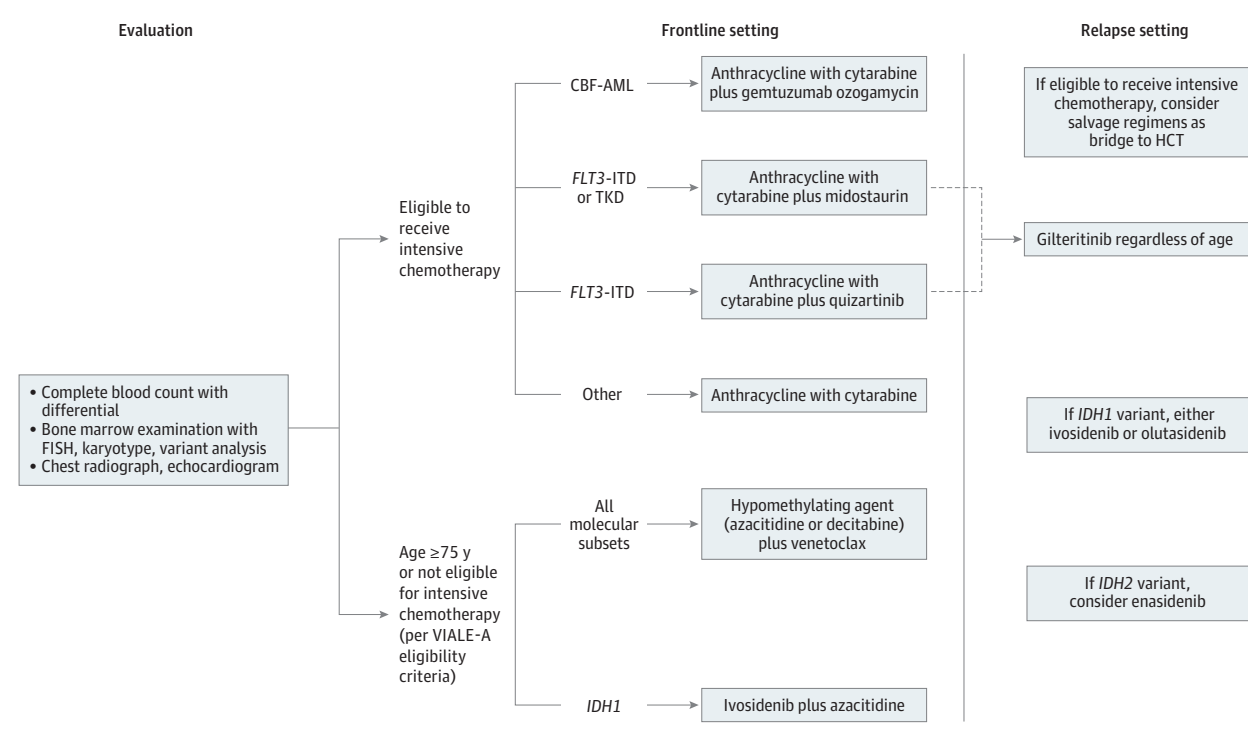 Evaluation
Frontline setting
Relapse setting
• Complete blood count with
differential
• Bone marrow examination with
FISH, karyotype, variant analysis
• Chest radiograph, echocardiogram
Eligible to
receive
intensive
chemotherapy
CBF-AML
Anthracycline with cytarabine
plus gemtuzumab ozogamycin
FLT3-ITD
or TKD
Anthracycline with
cytarabine plus midostaurin
FLT3-ITD
Anthracycline with
cytarabine plus quizartinib
Other
Anthracycline with cytarabine
Age ≥75 y
or not eligible
for intensive
chemotherapy
(per VIALE-A
eligibility
criteria)
All
molecular
subsets
Hypomethylating agent
(azacitidine or decitabine)
plus venetoclax
IDH1
Ivosidenib plus azacitidine
If eligible to receive intensive
chemotherapy, consider
salvage regimens as
bridge to HCT
Gilteritinib regardless of age
If IDH1 variant, either
ivosidenib or olutasidenib
If IDH2 variant,
consider enasidenib